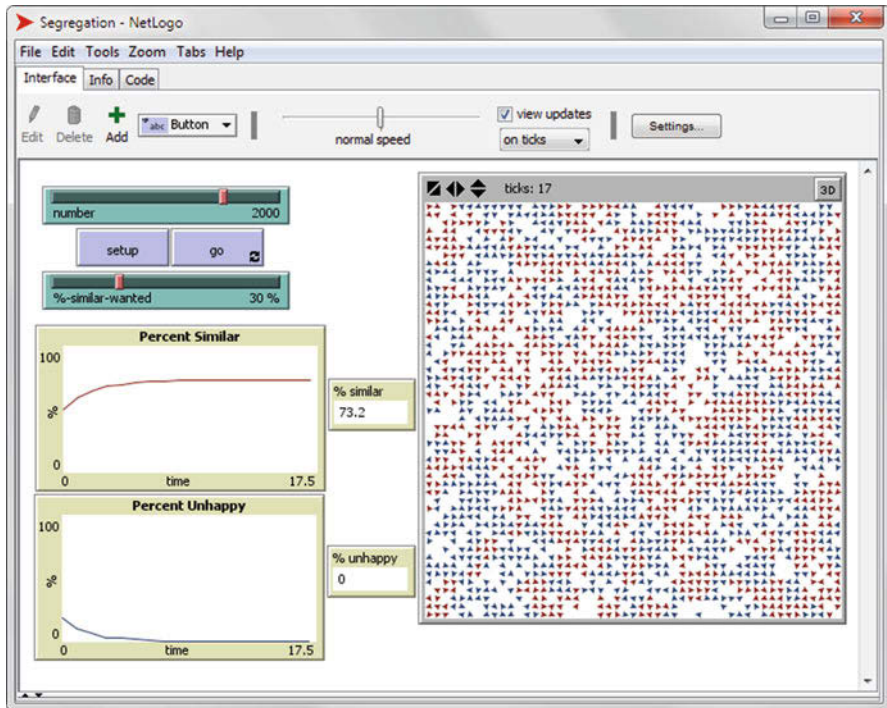 Segregation - NetLogo
File Edit Tools Zoom Tabs Help
Interface Info Code
Edit Delete Add abc Button normal speed view updates on ticks Settings...
number 2000
setup go
%-similar-wanted 30 %
Percent Similar
100
%
0
0 time 17.5
% similar
73.2
Percent Unhappy
100
%
0
0 time 17.5
% unhappy
0
ticks: 17 3D